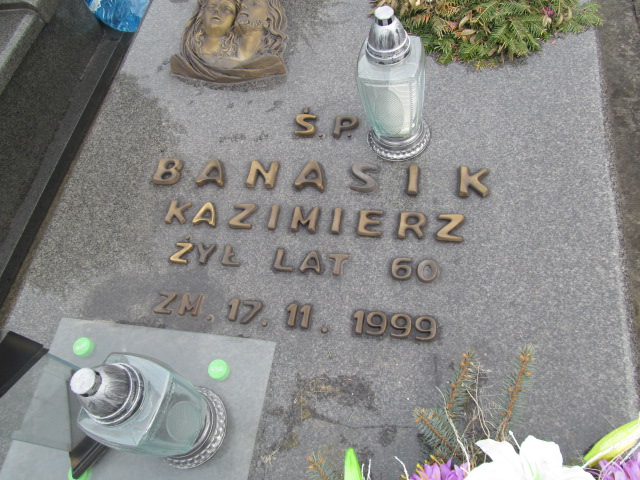 Ś.P.
BANASIK
KAZIMIERZ
ŻYŁ LAT 60
ZM. 17.11.1999